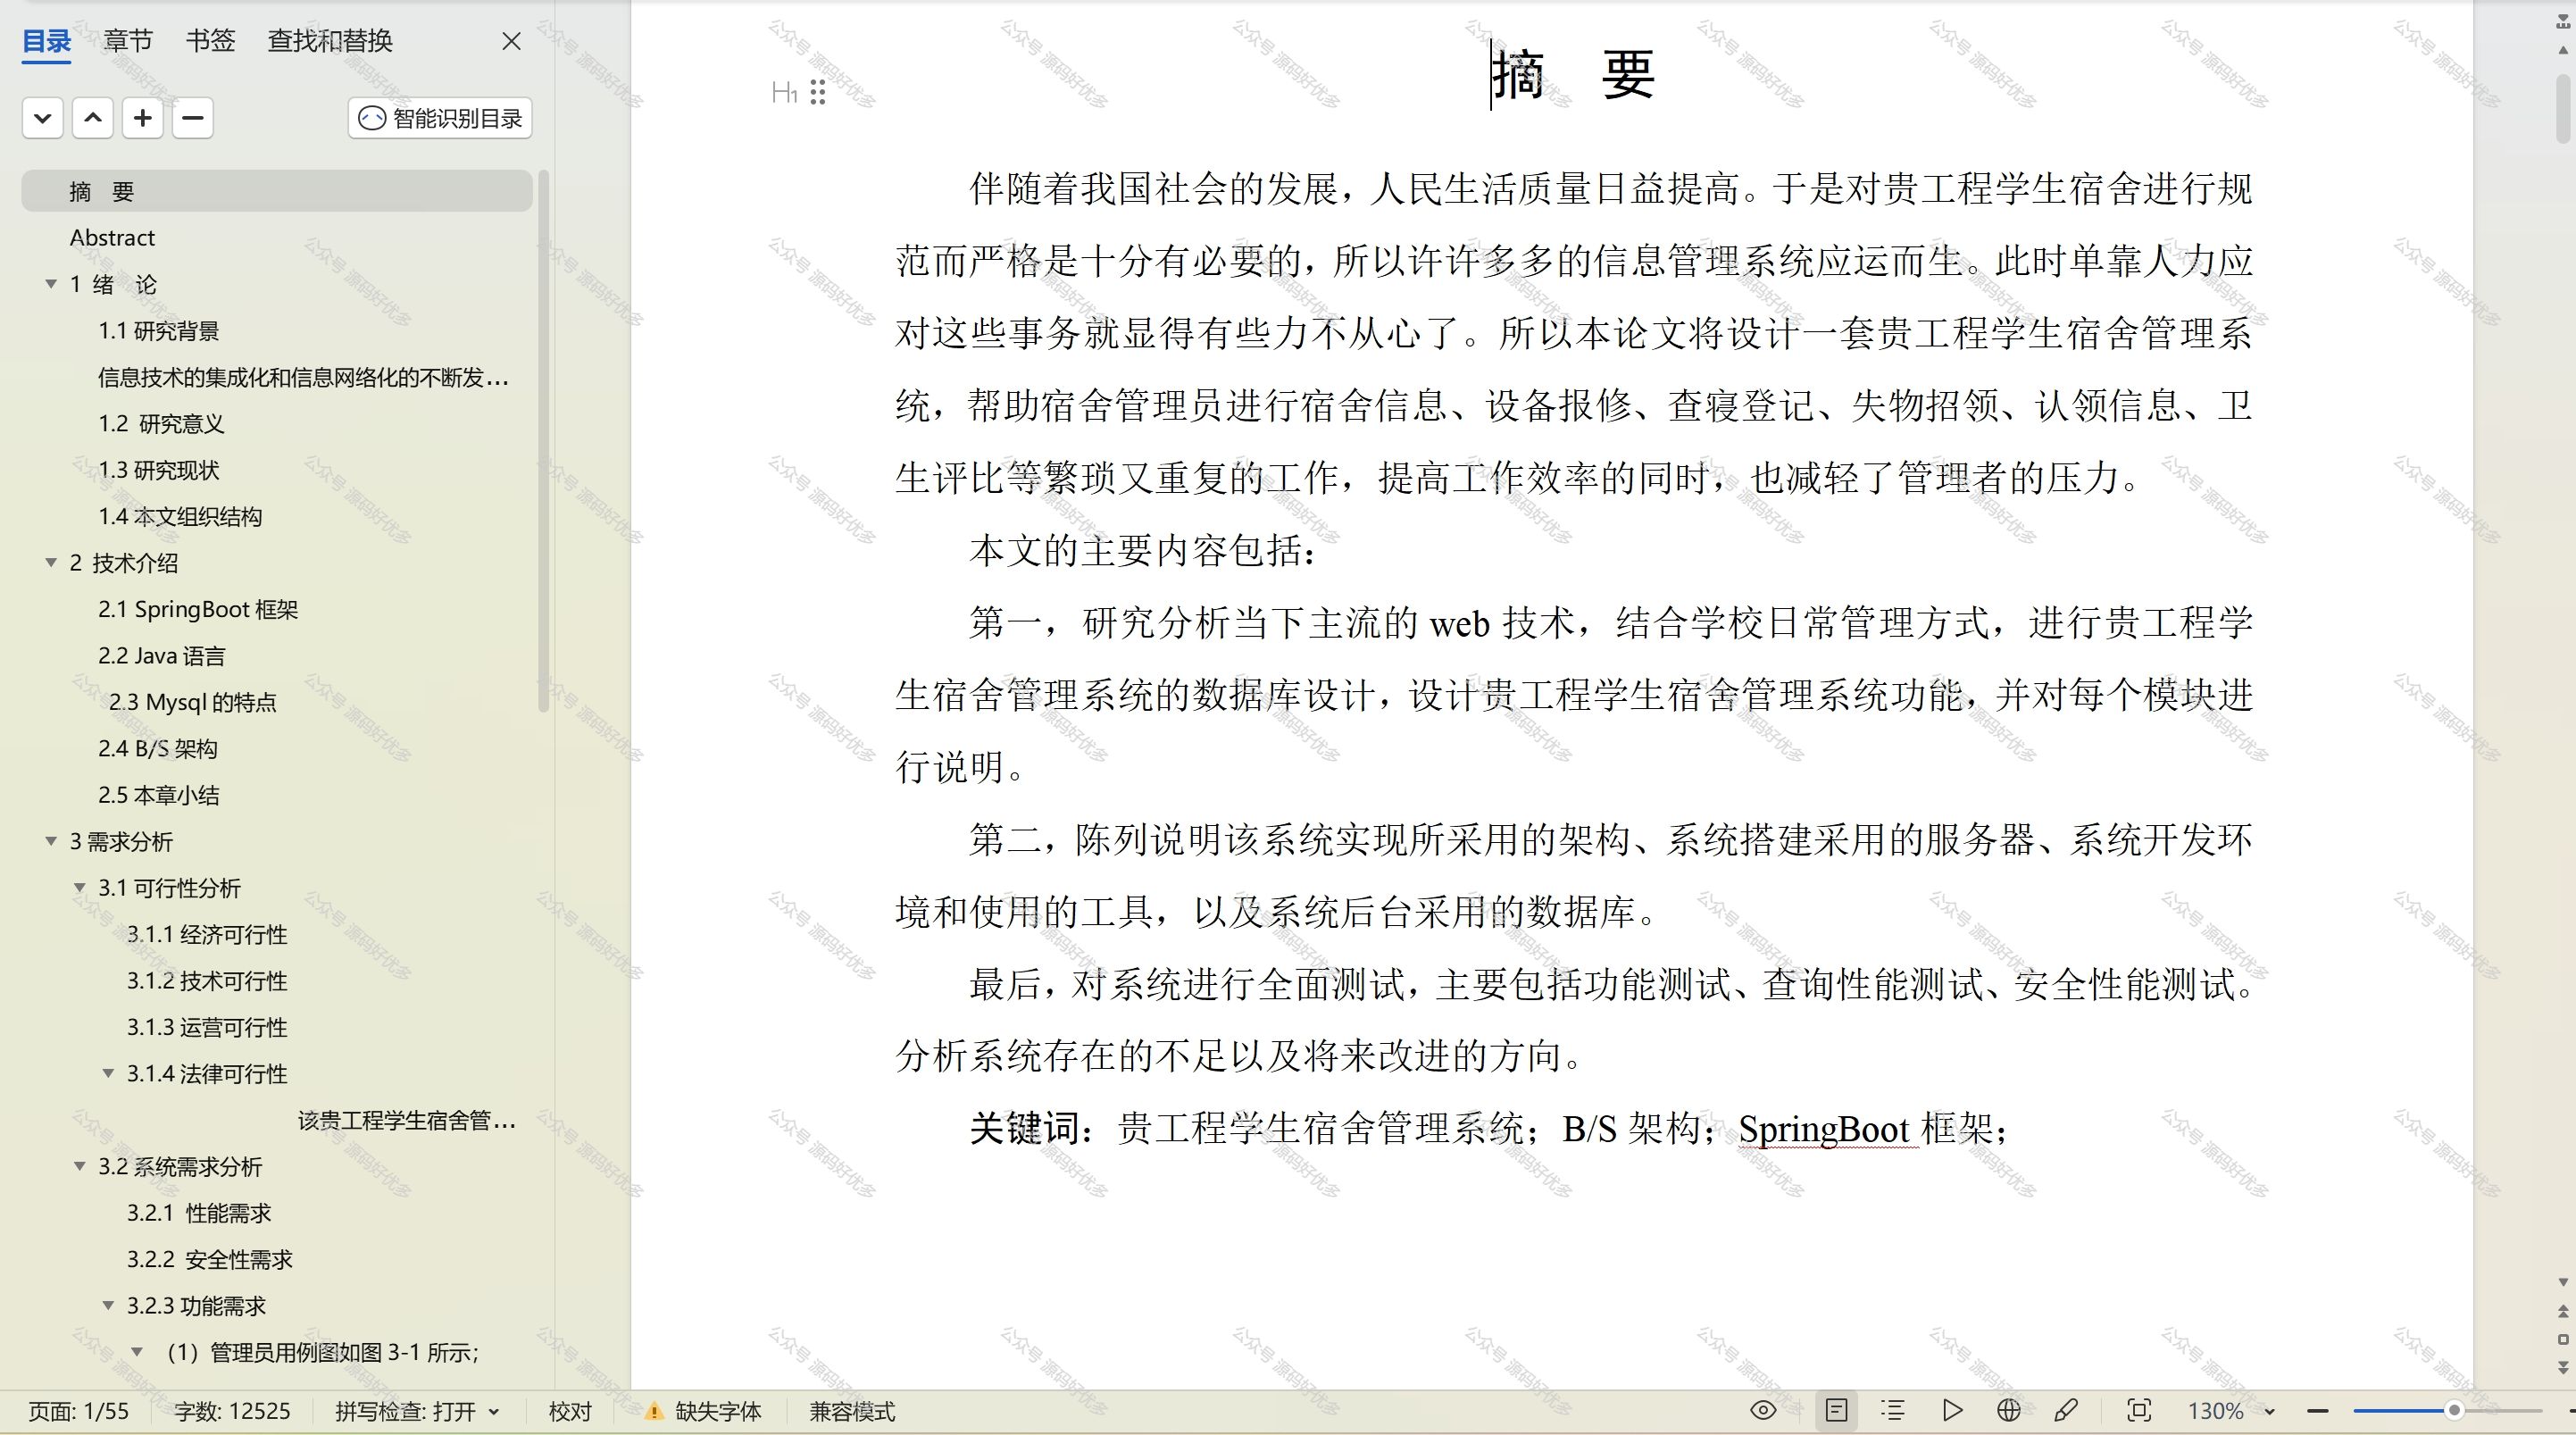 目录 章节 书签 查找和替换
智能识别目录
摘 要
Abstract
1 绪 论
1.1 研究背景
信息技术的集成化和信息网络化的不断发...
1.2 研究意义
1.3 研究现状
1.4 本文组织结构
2 技术介绍
2.1 SpringBoot 框架
2.2 Java 语言
2.3 Mysql 的特点
2.4 B/S 架构
2.5 本章小结
3 需求分析
3.1 可行性分析
3.1.1 经济可行性
3.1.2 技术可行性
3.1.3 运营可行性
3.1.4 法律可行性
该贵工程学生宿舍管...
3.2 系统需求分析
3.2.1 性能需求
3.2.2 安全性需求
3.2.3 功能需求
（1）管理员用例图如图 3-1 所示；
H1
摘 要
伴随着我国社会的发展，人民生活质量日益提高。于是对贵工程学生宿舍进行规
范而严格是十分有必要的，所以许许多多的信息管理系统应运而生。此时单靠人力应
对这些事务就显得有些力不从心了。所以本论文将设计一套贵工程学生宿舍管理系
统，帮助宿舍管理员进行宿舍信息、设备报修、查寝登记、失物招领、认领信息、卫
生评比等繁琐又重复的工作，提高工作效率的同时，也减轻了管理者的压力。
本文的主要内容包括：
第一，研究分析当下主流的 web 技术，结合学校日常管理方式，进行贵工程学
生宿舍管理系统的数据库设计，设计贵工程学生宿舍管理系统功能，并对每个模块进
行说明。
第二，陈列说明该系统实现所采用的架构、系统搭建采用的服务器、系统开发环
境和使用的工具，以及系统后台采用的数据库。
最后，对系统进行全面测试，主要包括功能测试、查询性能测试、安全性能测试。
分析系统存在的不足以及将来改进的方向。
关键词：贵工程学生宿舍管理系统；B/S 架构；SpringBoot 框架；
页面: 1/55 字数: 12525 拼写检查: 打开 校对 缺失字体 兼容模式 130%
公众号 源码好优多